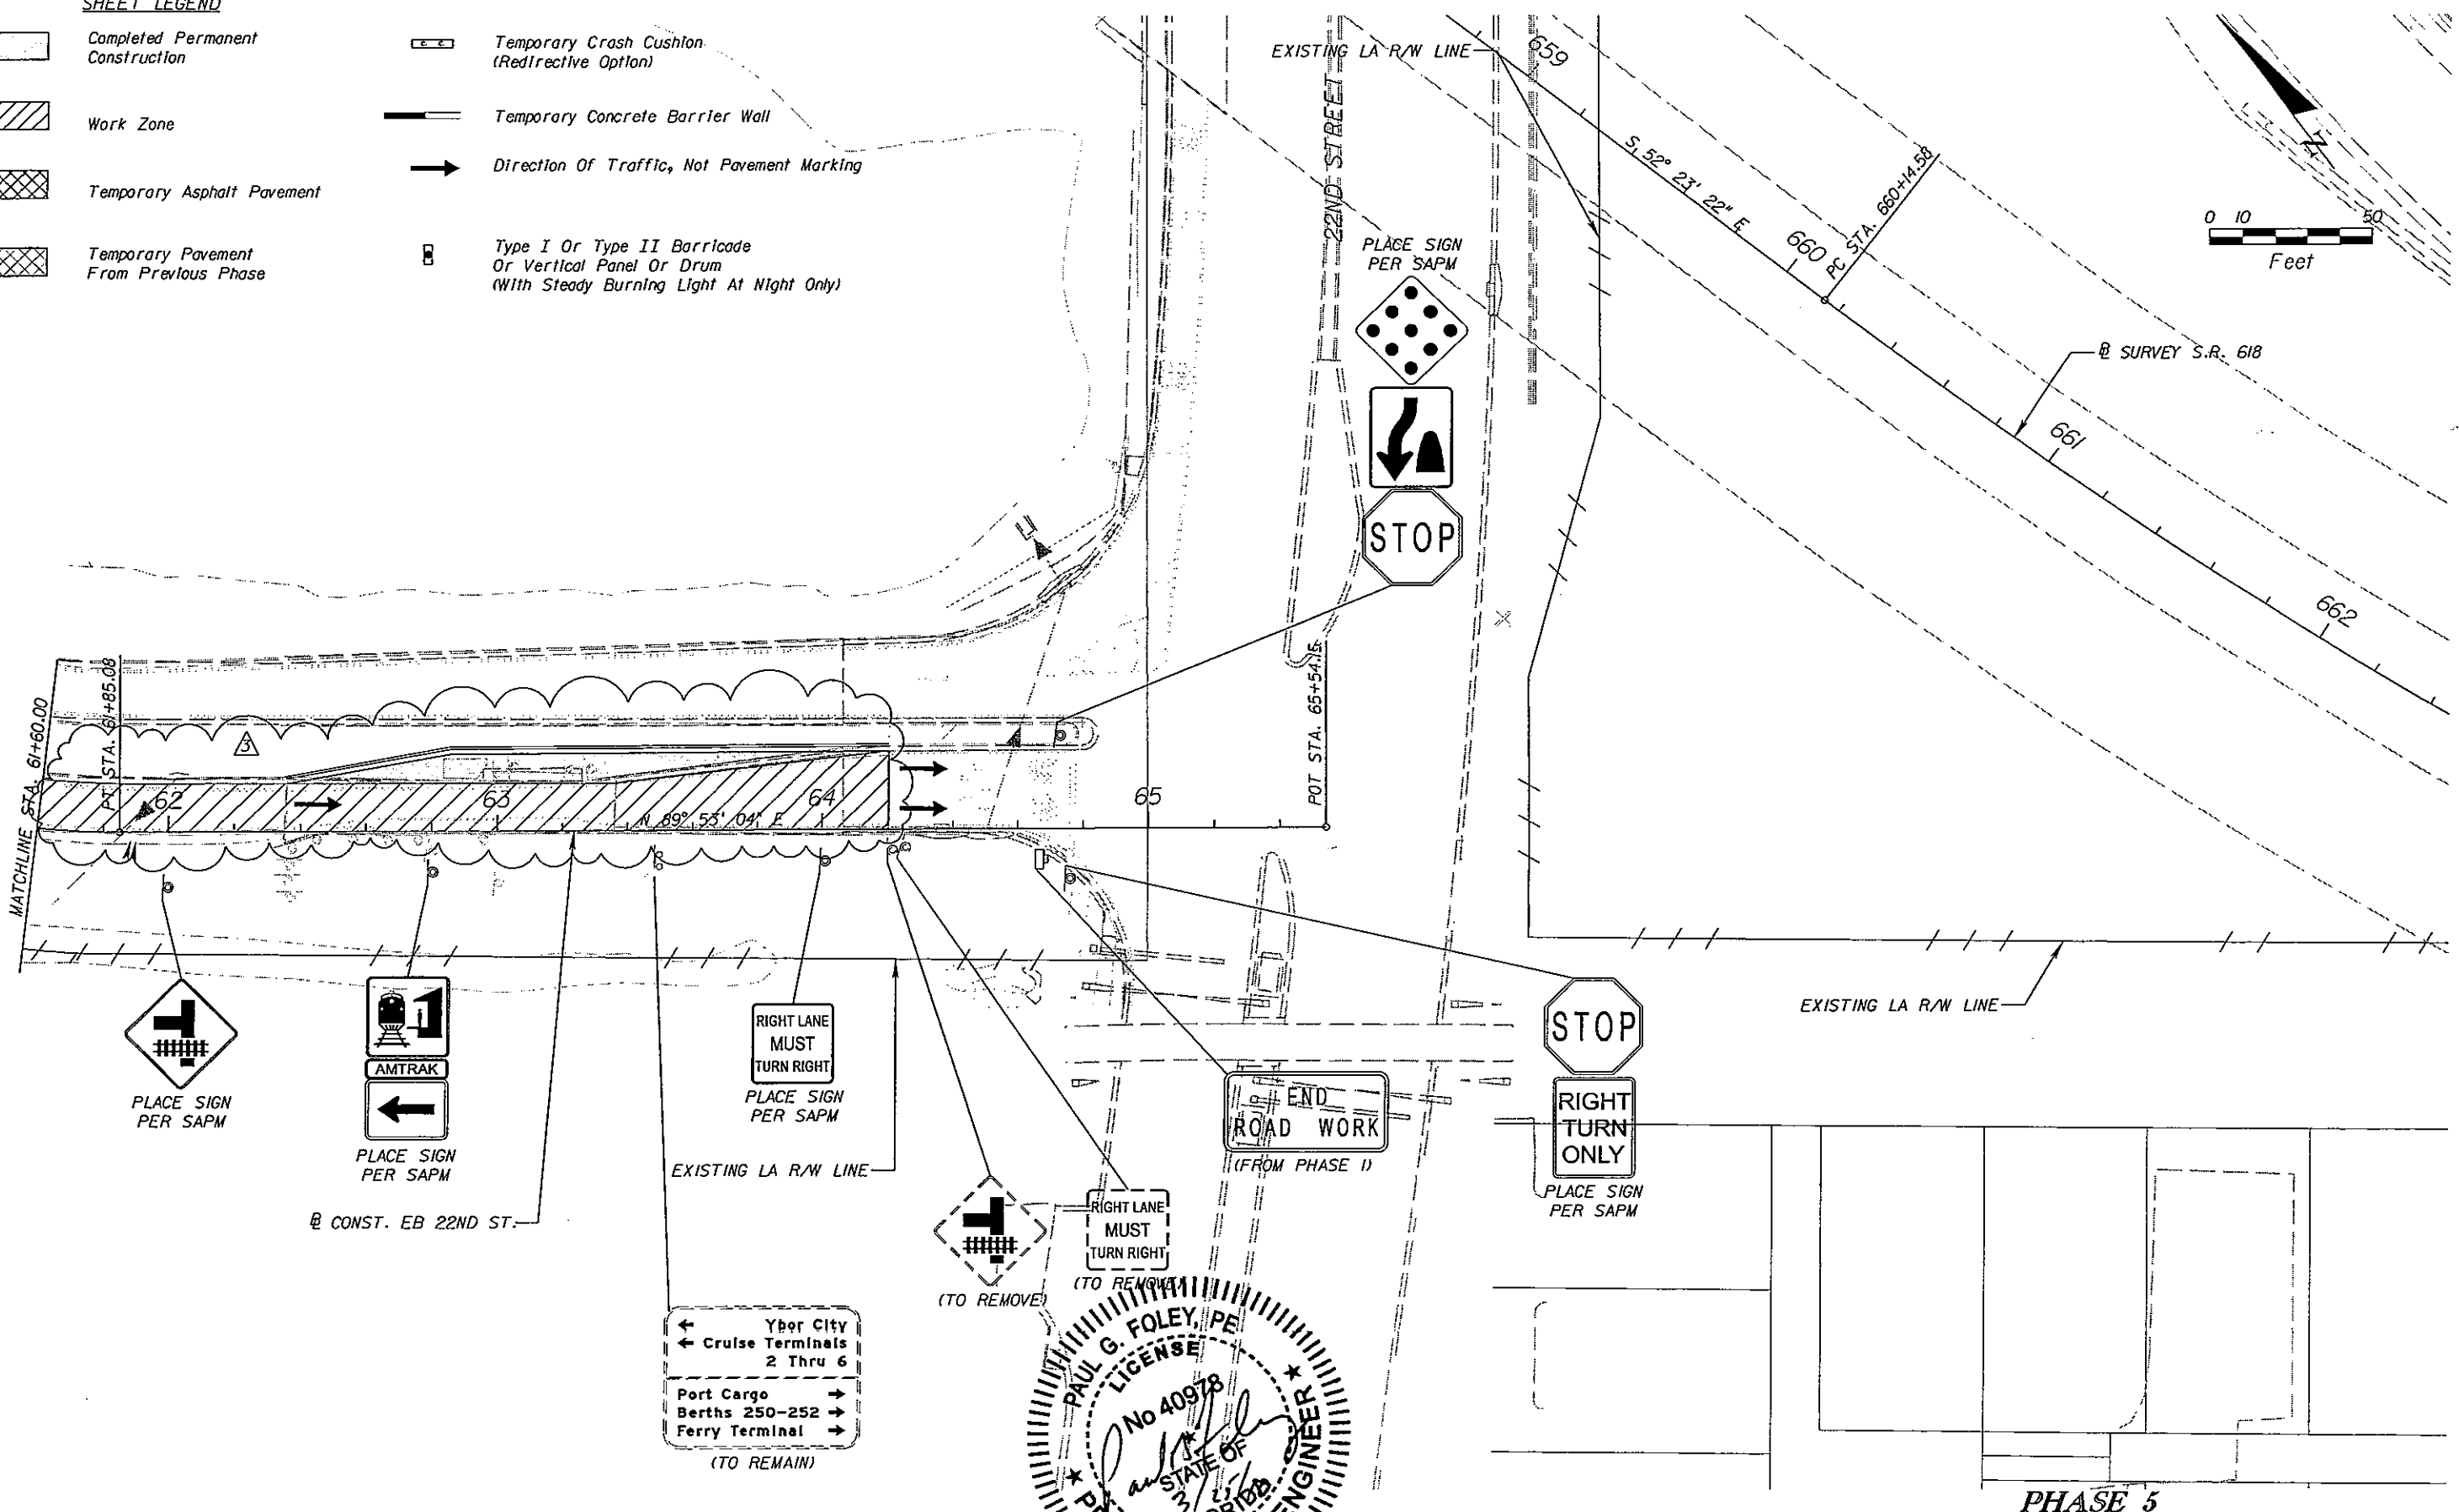 SHEET LEGEND
Completed Permanent
Construction
Work Zone
Temporary Asphalt Pavement
Temporary Pavement
From Previous Phase
Temporary Crash Cushion
(Redirective Option)
Temporary Concrete Barrier Wall
Direction Of Traffic, Not Pavement Marking
Type I Or Type II Barricade
Or Vertical Panel Or Drum
(With Steady Burning Light At Night Only)
EXISTING LA R/W LINE
659
22ND STREET
S. 52° 23' 22" E
660
PC STA. 660+14.58
N
0 10 50
Feet
PLACE SIGN
PER SAPM
STOP
℄ SURVEY S.R. 618
661
662
MATCHLINE STA. 61+60.00
PT STA. 61+85.08
3
62
63
64
65
N 89° 53' 04" E
POT STA. 65+54.15
PLACE SIGN
PER SAPM
AMTRAK
PLACE SIGN
PER SAPM
RIGHT LANE
MUST
TURN RIGHT
PLACE SIGN
PER SAPM
EXISTING LA R/W LINE
℄ CONST. EB 22ND ST.
END
ROAD WORK
(FROM PHASE 1)
STOP
RIGHT
TURN
ONLY
PLACE SIGN
PER SAPM
EXISTING LA R/W LINE
(TO REMOVE)
RIGHT LANE
MUST
TURN RIGHT
(TO REMOVE)
← Ybor City
← Cruise Terminals
2 Thru 6
Port Cargo →
Berths 250-252 →
Ferry Terminal →
(TO REMAIN)
PAUL G. FOLEY, PE
LICENSE
No 40978
STATE OF
ENGINEER
PHASE 5